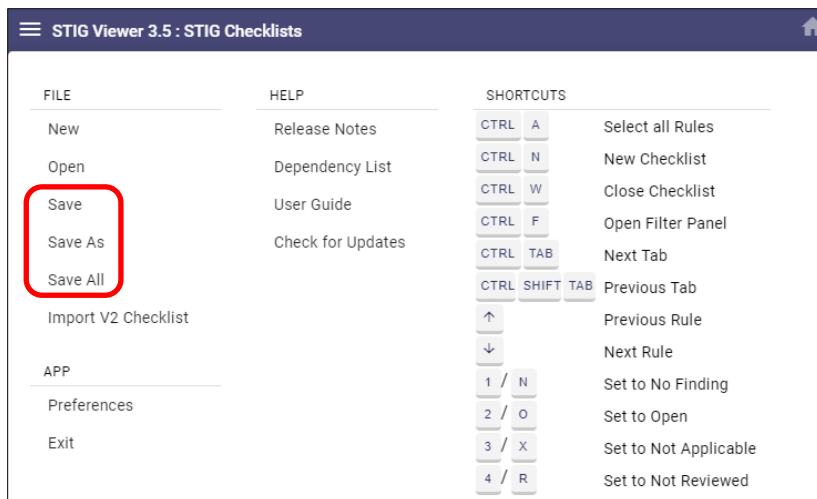 STIG Viewer 3.5 : STIG Checklists
FILE
New
Open
Save
Save As
Save All
Import V2 Checklist
APP
Preferences
Exit
HELP
Release Notes
Dependency List
User Guide
Check for Updates
SHORTCUTS
CTRL A Select all Rules
CTRL N New Checklist
CTRL W Close Checklist
CTRL F Open Filter Panel
CTRL TAB Next Tab
CTRL SHIFT TAB Previous Tab
↑ Previous Rule
↓ Next Rule
1 / N Set to No Finding
2 / O Set to Open
3 / X Set to Not Applicable
4 / R Set to Not Reviewed